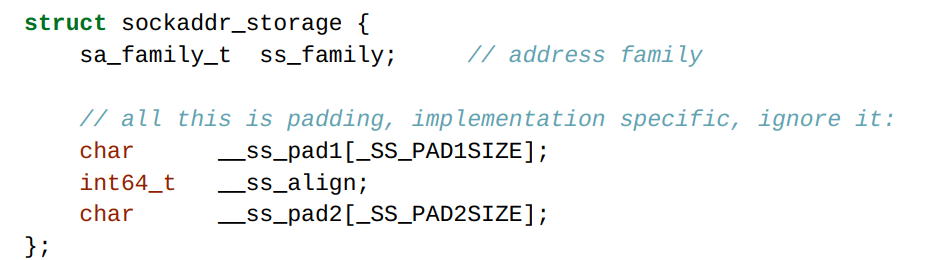 struct sockaddr_storage {
    sa_family_t  ss_family;     // address family

    // all this is padding, implementation specific, ignore it:
    char      __ss_pad1[_SS_PAD1SIZE];
    int64_t   __ss_align;
    char      __ss_pad2[_SS_PAD2SIZE];
};